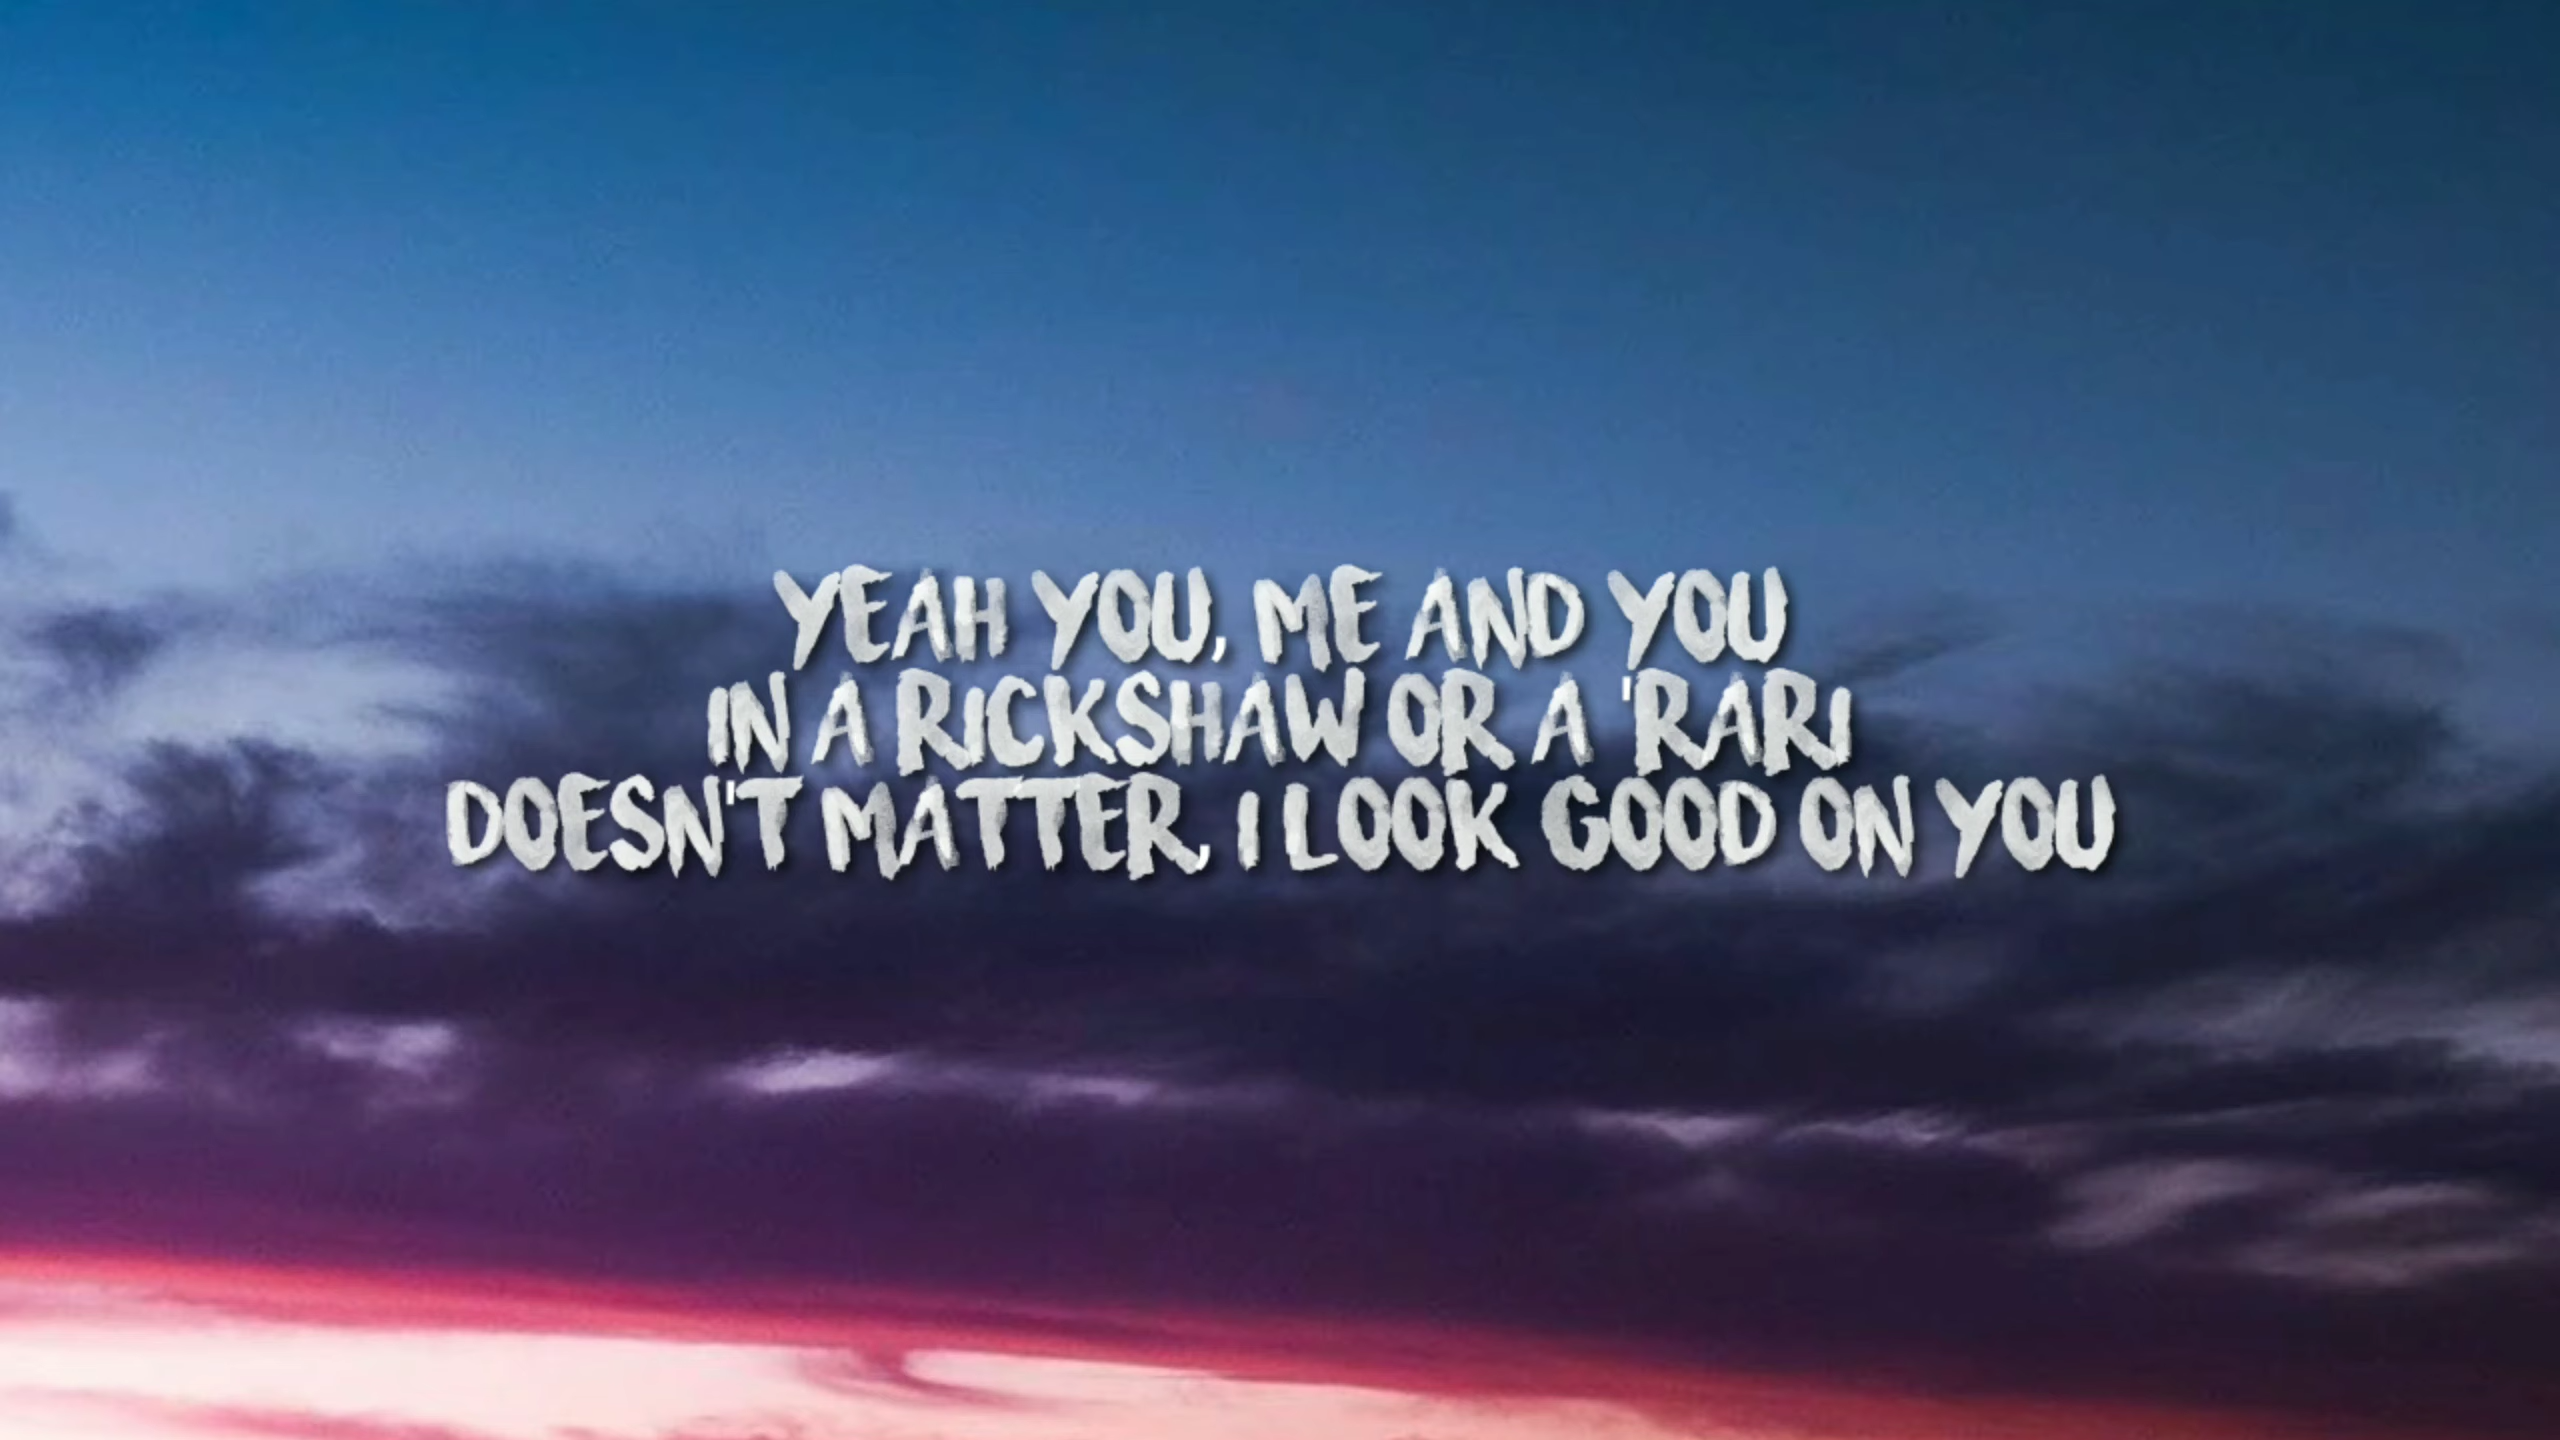 YEAH YOU, ME AND YOU
IN A RICKSHAW OR A 'RARI
DOESN'T MATTER, I LOOK GOOD ON YOU